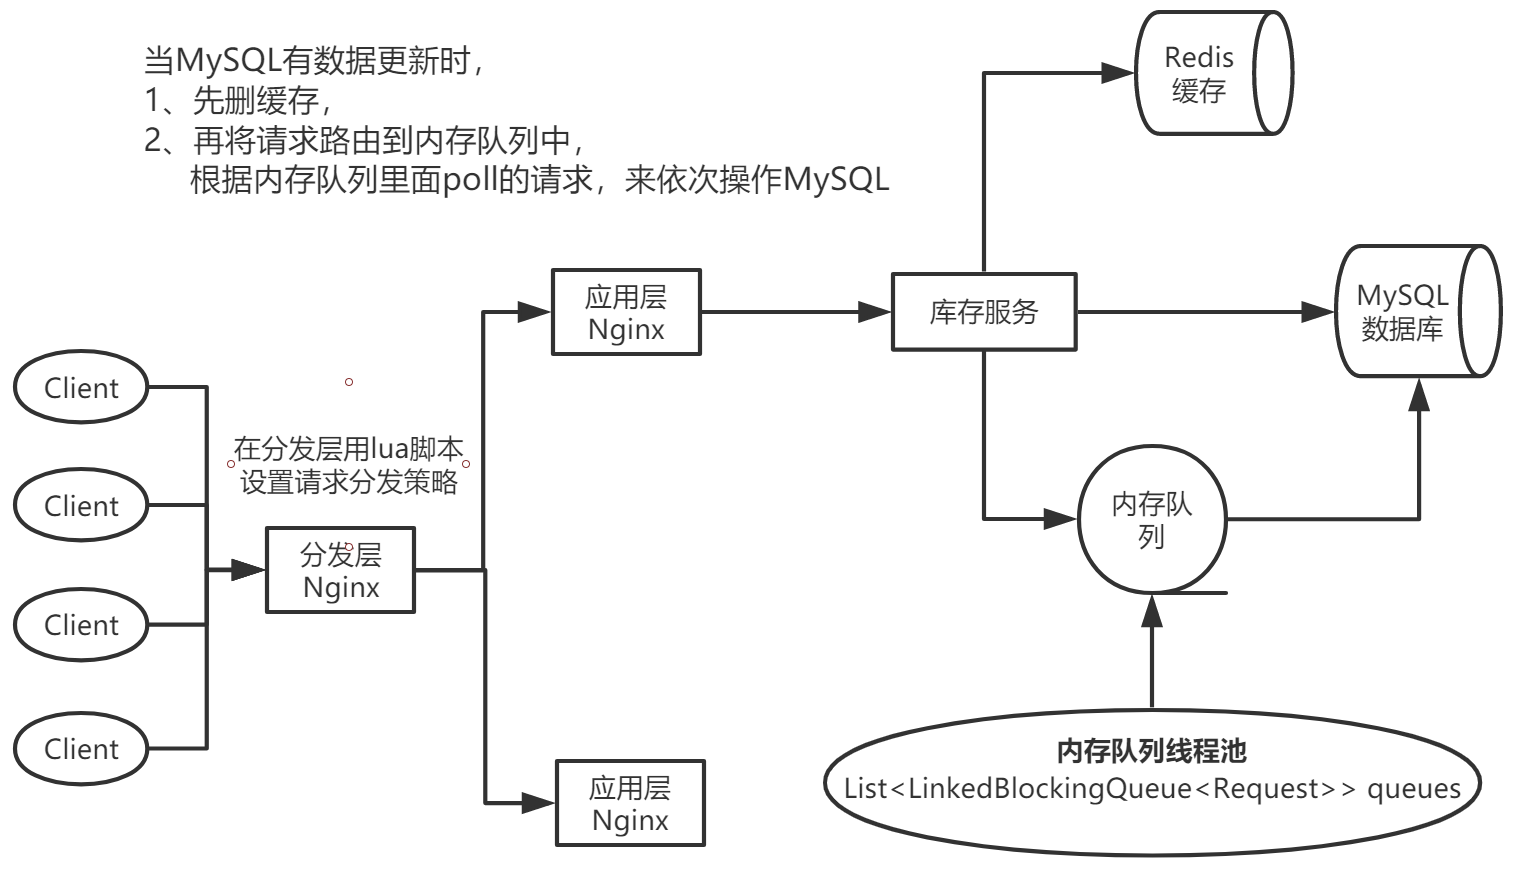 当MySQL有数据更新时，
1、先删缓存，
2、再将请求路由到内存队列中，
根据内存队列里面poll的请求，来依次操作MySQL
Redis
缓存
应用层
Nginx
库存服务
MySQL
数据库
Client
在分发层用lua脚本
设置请求分发策略
Client
内存队
列
分发层
Nginx
Client
Client
内存队列线程池
List<LinkedBlockingQueue<Request>> queues
应用层
Nginx